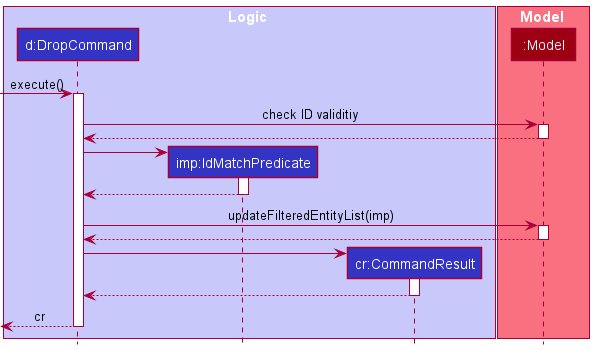 Logic
Model
d:DropCommand
:Model
execute()
check ID validitiy
imp:IdMatchPredicate
updateFilteredEntityList(imp)
cr:CommandResult
cr